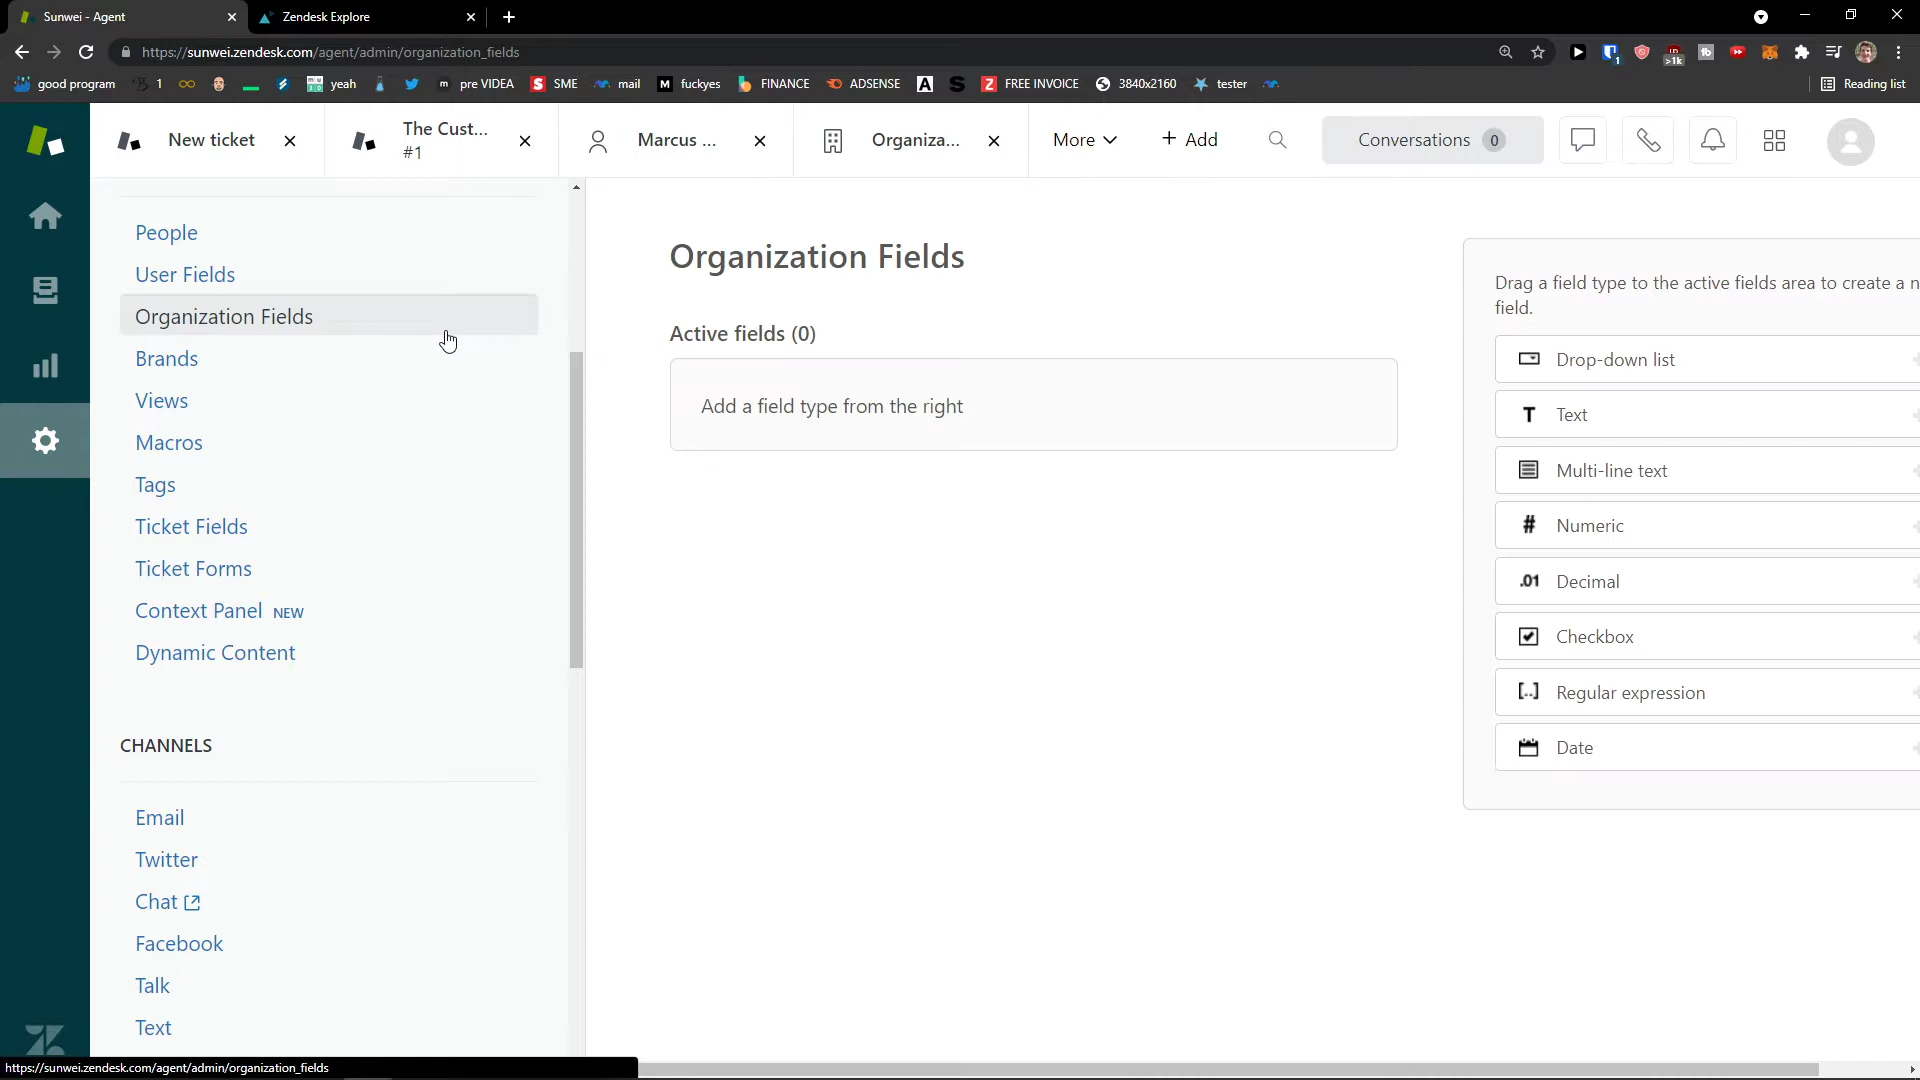 Sunwei - Agent
Zendesk Explore
https://sunwei.zendesk.com/agent/admin/organization_fields
1
>1k
good program
1
yeah
pre VIDEA
SME
mail
fuckyes
FINANCE
ADSENSE
FREE INVOICE
3840x2160
tester
Reading list
New ticket
The Cust...
#1
Marcus ...
Organiza...
More
+ Add
Conversations 0
People
User Fields
Organization Fields
Brands
Views
Macros
Tags
Ticket Fields
Ticket Forms
Context Panel NEW
Dynamic Content
CHANNELS
Email
Twitter
Chat
Facebook
Talk
Text
Organization Fields
Active fields (0)
Add a field type from the right
Drag a field type to the active fields area to create a n
field.
Drop-down list
T Text
Multi-line text
# Numeric
.01 Decimal
Checkbox
[..] Regular expression
Date
https://sunwei.zendesk.com/agent/admin/organization_fields